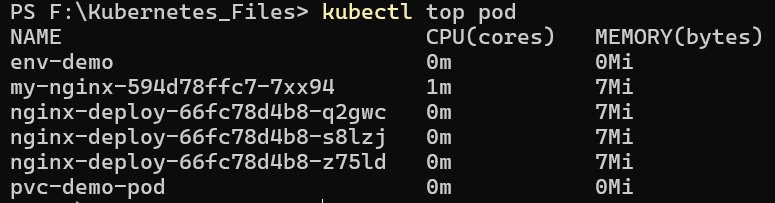 PS F:\Kubernetes_Files> kubectl top pod
NAME CPU(cores) MEMORY(bytes)
env-demo 0m 0Mi
my-nginx-594d78ffc7-7xx94 1m 7Mi
nginx-deploy-66fc78d4b8-q2gwc 0m 7Mi
nginx-deploy-66fc78d4b8-s8lzj 0m 7Mi
nginx-deploy-66fc78d4b8-z75ld 0m 7Mi
pvc-demo-pod 0m 0Mi